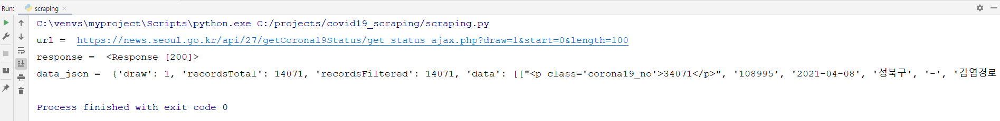 Run: scraping
C:\venvs\myproject\Scripts\python.exe C:/projects/covid19_scraping/scraping.py
url =  https://news.seoul.go.kr/api/27/getCorona19Status/get_status_ajax.php?draw=1&start=0&length=100
response =  <Response [200]>
data_json =  {'draw': 1, 'recordsTotal': 14071, 'recordsFiltered': 14071, 'data': [["<p class='corona19_no'>34071</p>", '108995', '2021-04-08', '성북구', '-', '감염경로
Process finished with exit code 0